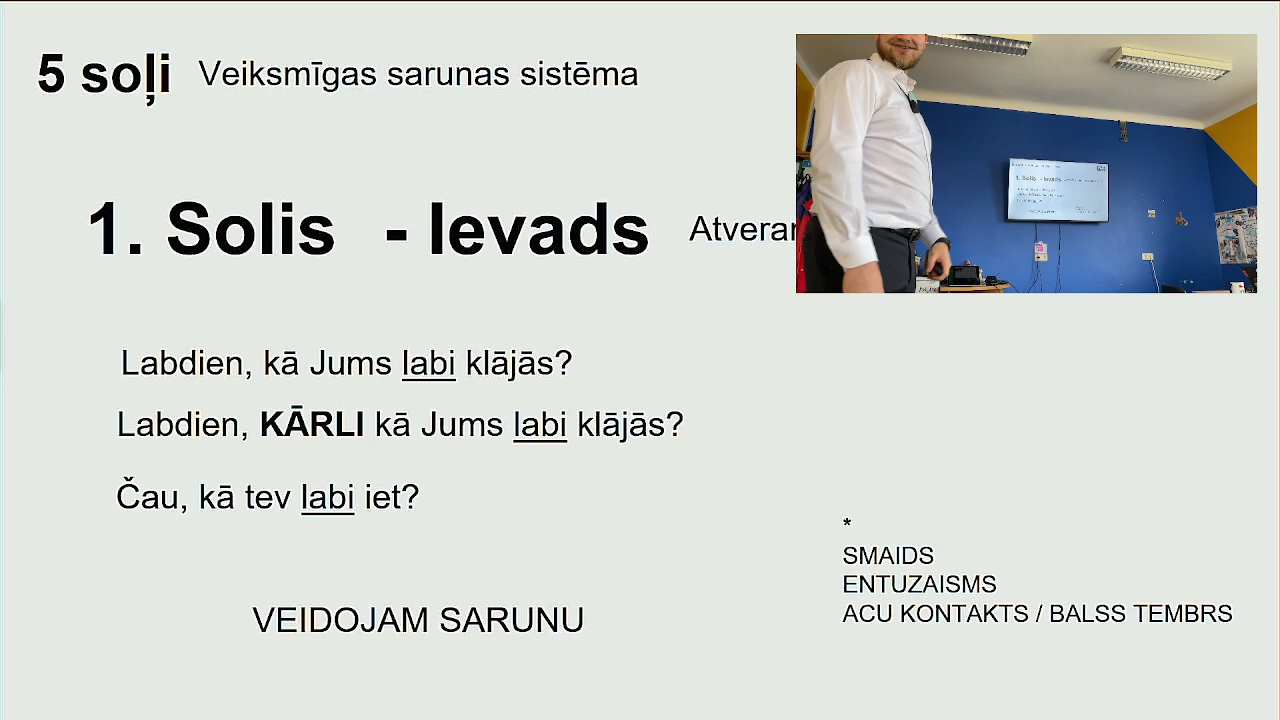 5 soļi Veiksmīgas sarunas sistēma
1. Solis - Ievads
Labdien, kā Jums labi klājās?
Labdien, KĀRLI kā Jums labi klājās?
Čau, kā tev labi iet?
VEIDOJAM SARUNU
*
SMAIDS
ENTUZAISMS
ACU KONTAKTS / BALSS TEMBRS